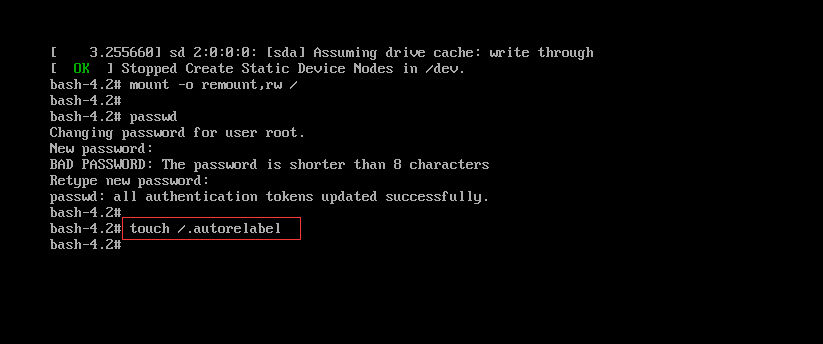 [    3.255660] sd 2:0:0:0: [sda] Assuming drive cache: write through
[  OK  ] Stopped Create Static Device Nodes in /dev.
bash-4.2# mount -o remount,rw /
bash-4.2#
bash-4.2# passwd
Changing password for user root.
New password:
BAD PASSWORD: The password is shorter than 8 characters
Retype new password:
passwd: all authentication tokens updated successfully.
bash-4.2#
bash-4.2# touch /.autorelabel
bash-4.2#